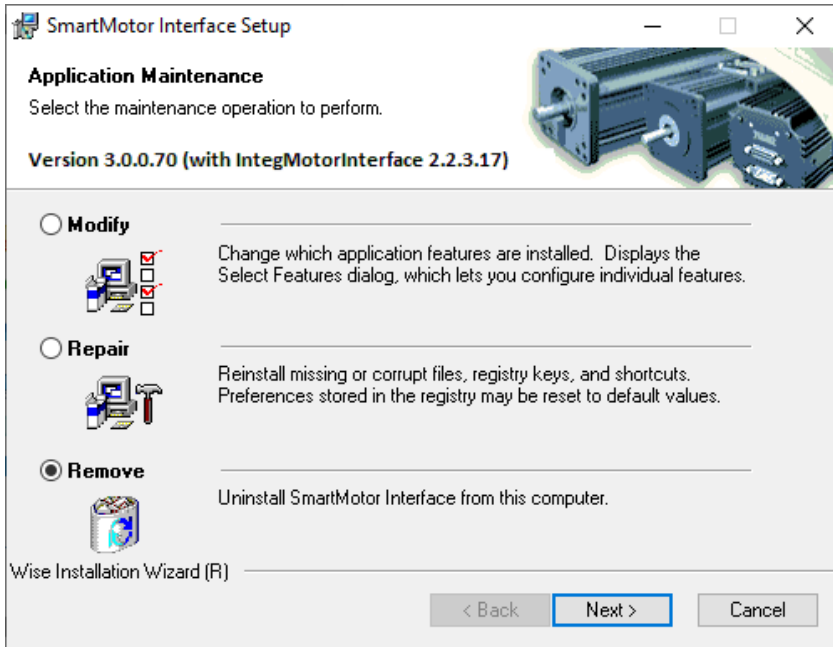 SmartMotor Interface Setup
Application Maintenance
Select the maintenance operation to perform.
Version 3.0.0.70 (with IntegMotorInterface 2.2.3.17)
Modify
Change which application features are installed.  Displays the
Select Features dialog, which lets you configure individual features.
Repair
Reinstall missing or corrupt files, registry keys, and shortcuts.
Preferences stored in the registry may be reset to default values.
Remove
Uninstall SmartMotor Interface from this computer.
Wise Installation Wizard (R)
< Back
Next >
Cancel